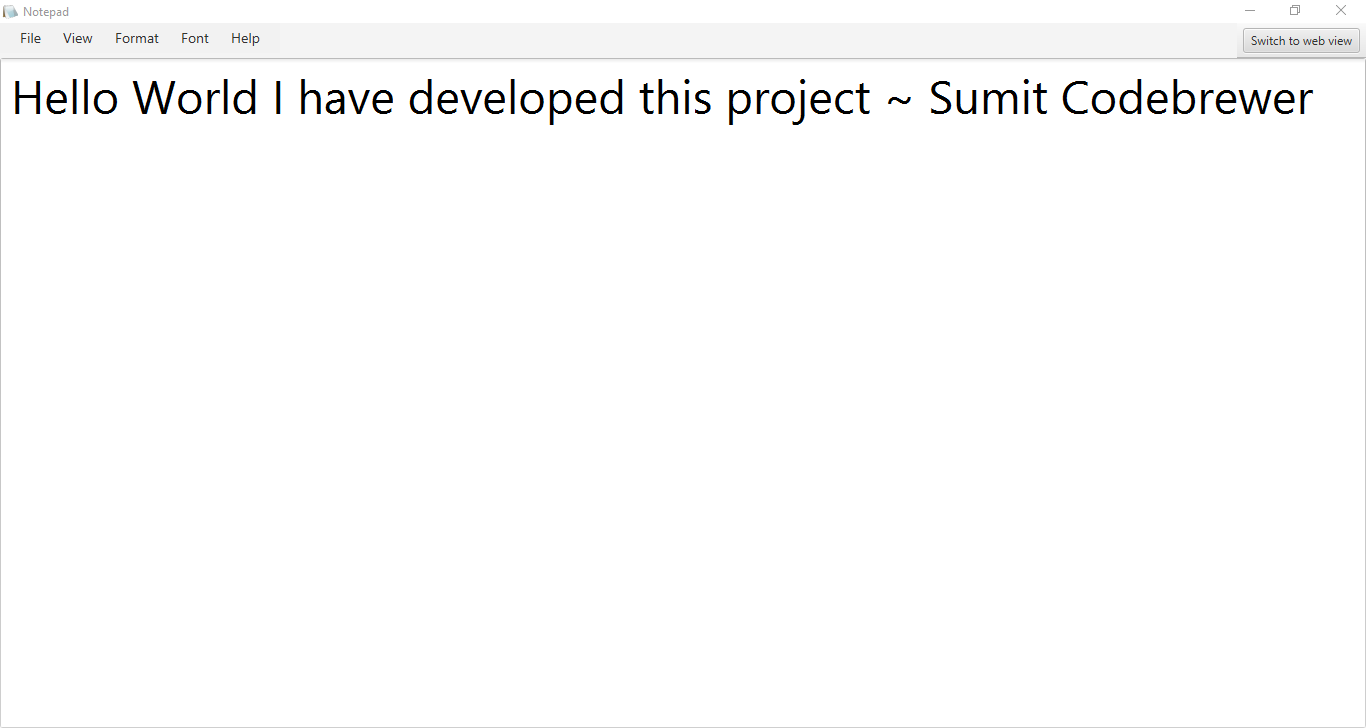 Notepad
File View Format Font Help
Switch to web view
Hello World I have developed this project ~ Sumit Codebrewer